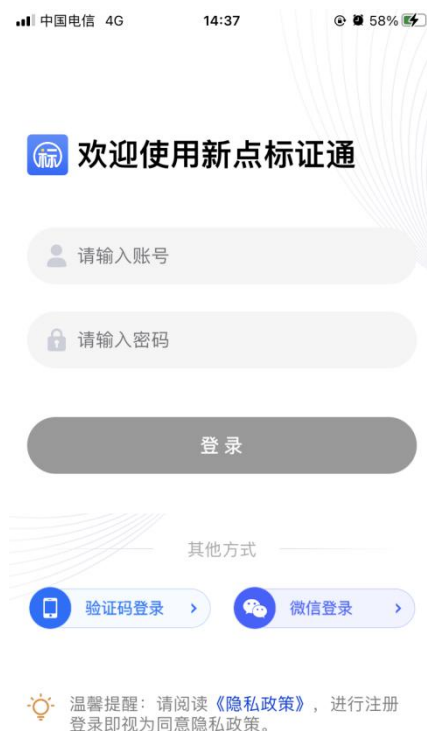 中国电信 4G 14:37 58%
标 欢迎使用新点标证通
请输入账号
请输入密码
登录
其他方式
验证码登录 微信登录
温馨提醒：请阅读《隐私政策》，进行注册
登录即视为同意隐私政策。